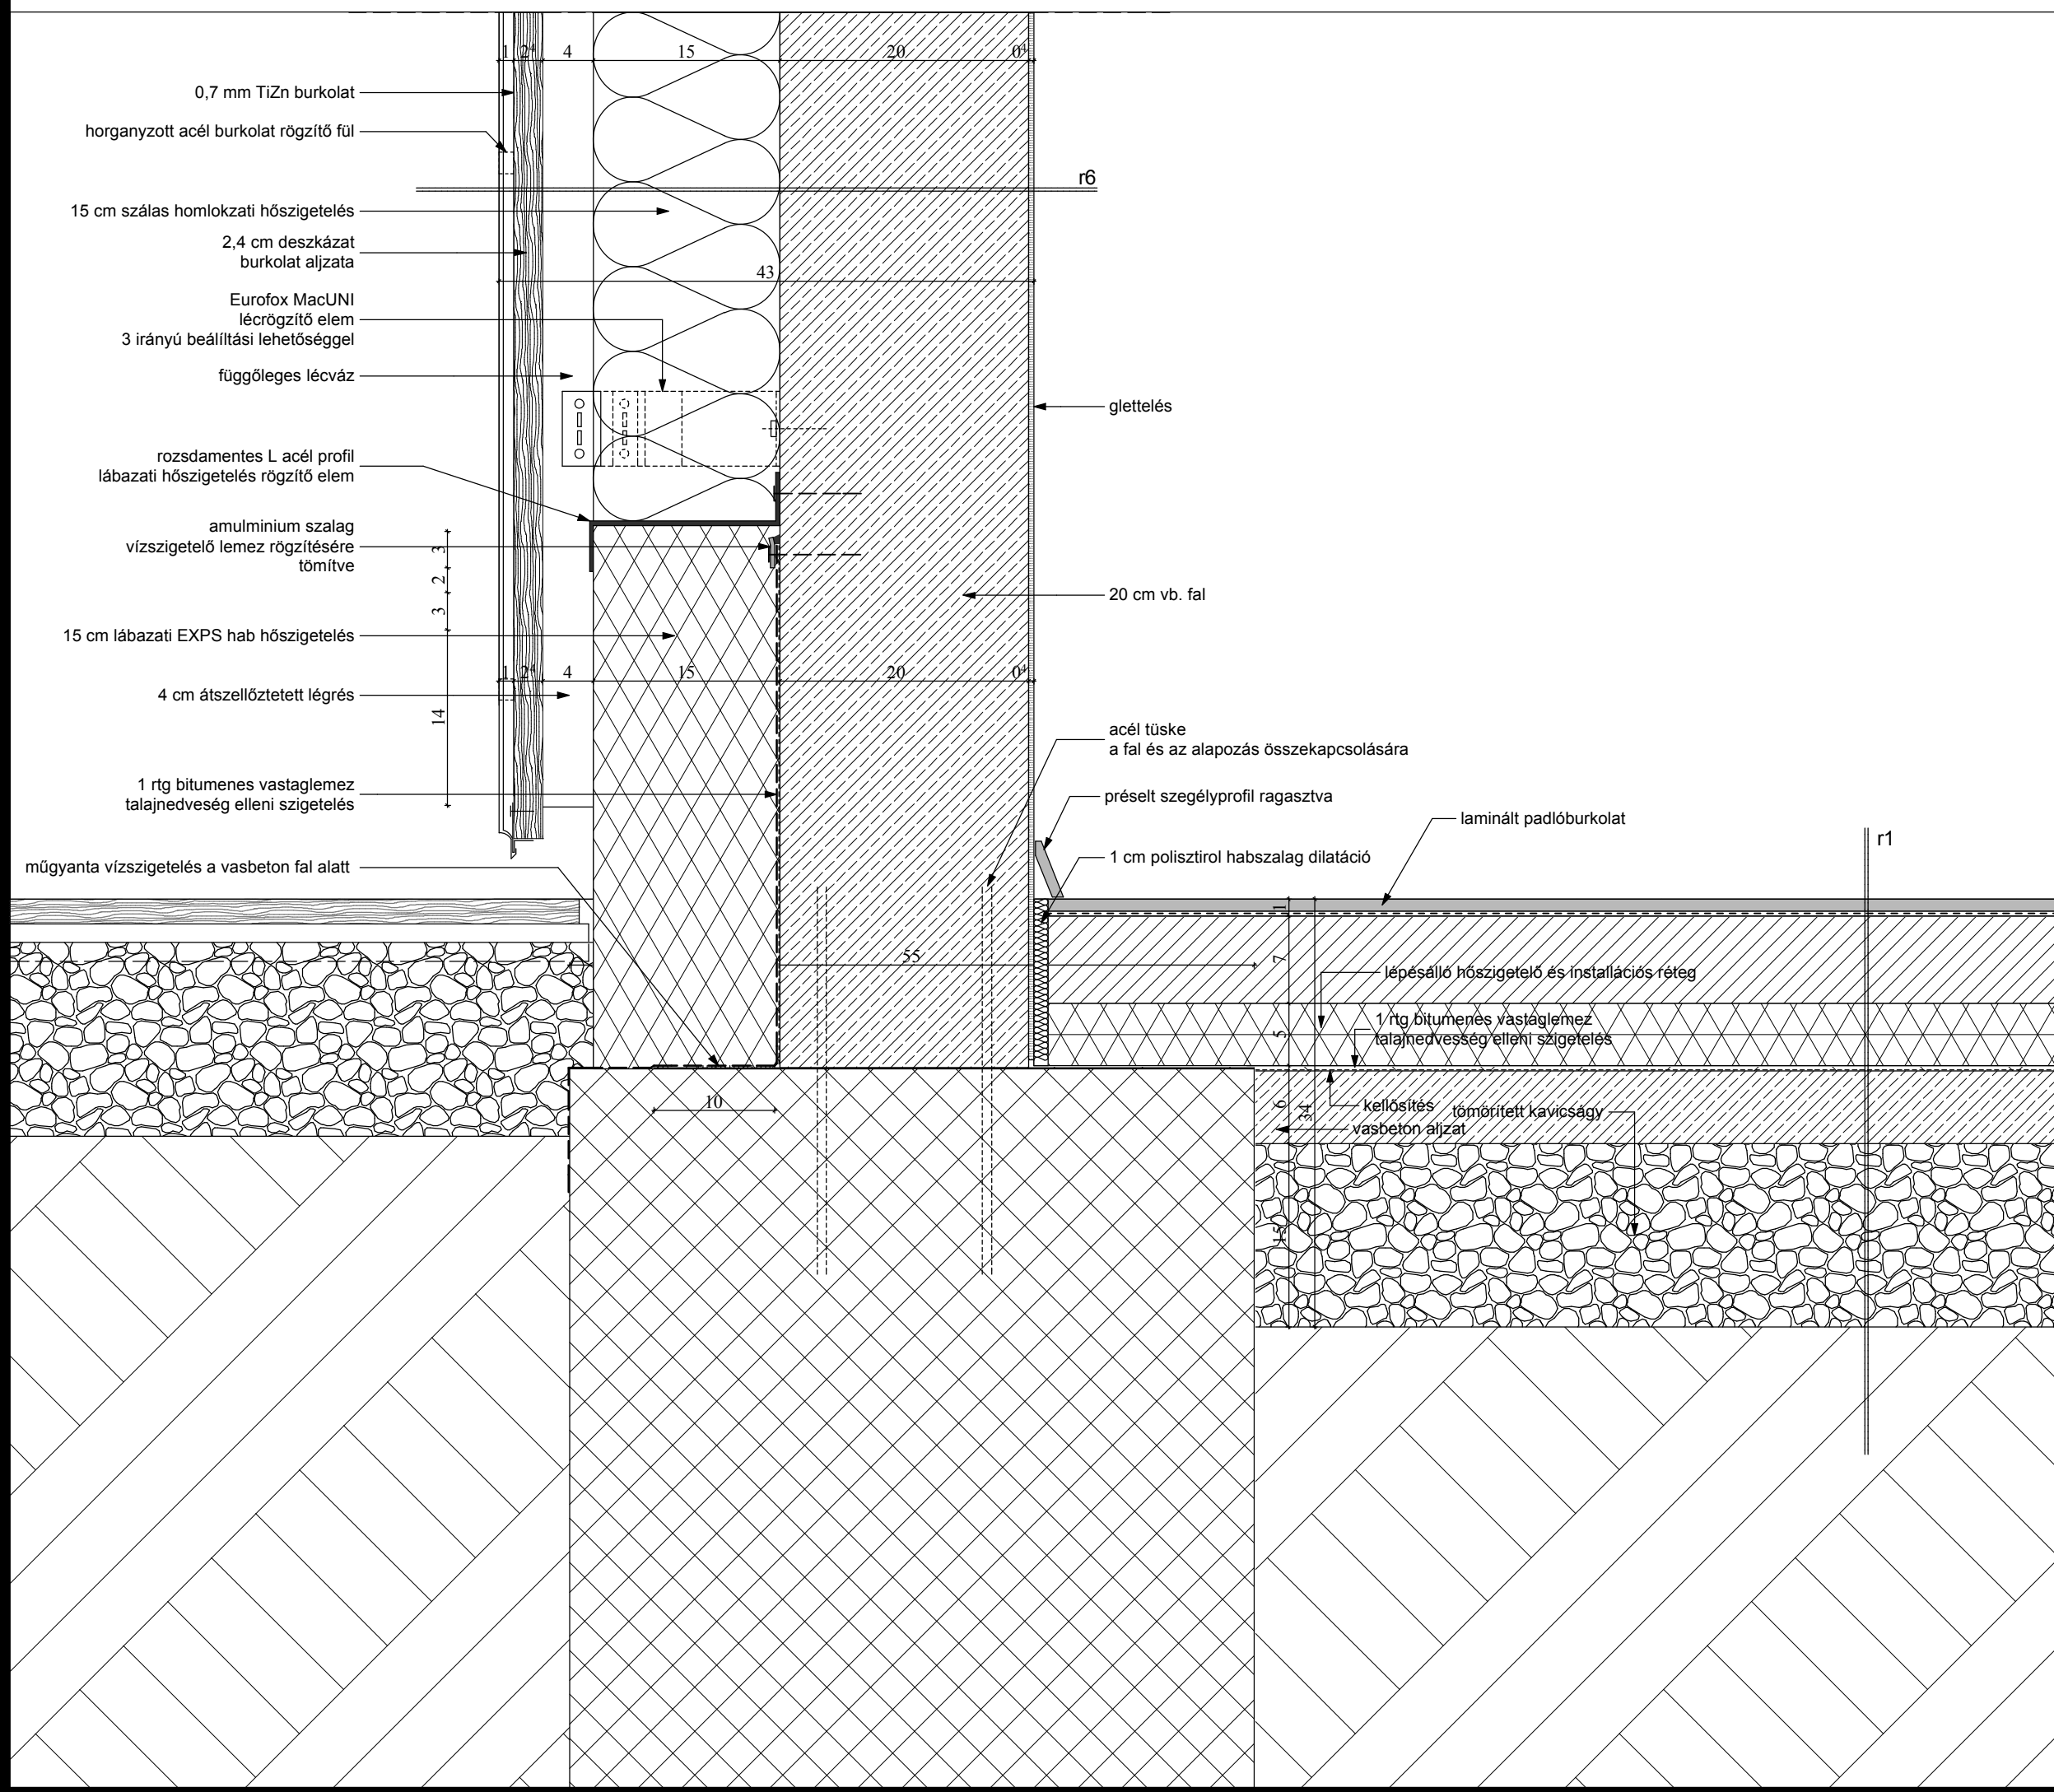 1 2⁴ 4 15 20 0⁴
0,7 mm TiZn burkolat
horganyzott acél burkolat rögzítő fül
r6
15 cm szálas homlokzati hőszigetelés
2,4 cm deszkázat
burkolat aljzata
43
Eurofox MacUNI
lécrögzítő elem
3 irányú beálíltási lehetőséggel
függőleges lécváz
glettelés
rozsdamentes L acél profil
lábazati hőszigetelés rögzítő elem
amulminium szalag
vízszigetelő lemez rögzítésére
tömítve
3
2
3
14
20 cm vb. fal
15 cm lábazati EXPS hab hőszigetelés
1 2⁴ 4 15 20 0⁴
4 cm átszellőztetett légrés
acél tüske
a fal és az alapozás összekapcsolására
1 rtg bitumenes vastaglemez
talajnedveség elleni szigetelés
préselt szegélyprofil ragasztva
laminált padlóburkolat
r1
1 cm polisztirol habszalag dilatáció
műgyanta vízszigetelés a vasbeton fal alatt
1
7
5
6
15
34
55
lépésálló hőszigetelő és installációs réteg
1 rtg bitumenes vastaglemez
talajnedvesség elleni szigetelés
10
kellősítés
tömörített kavicságy
vasbeton aljzat